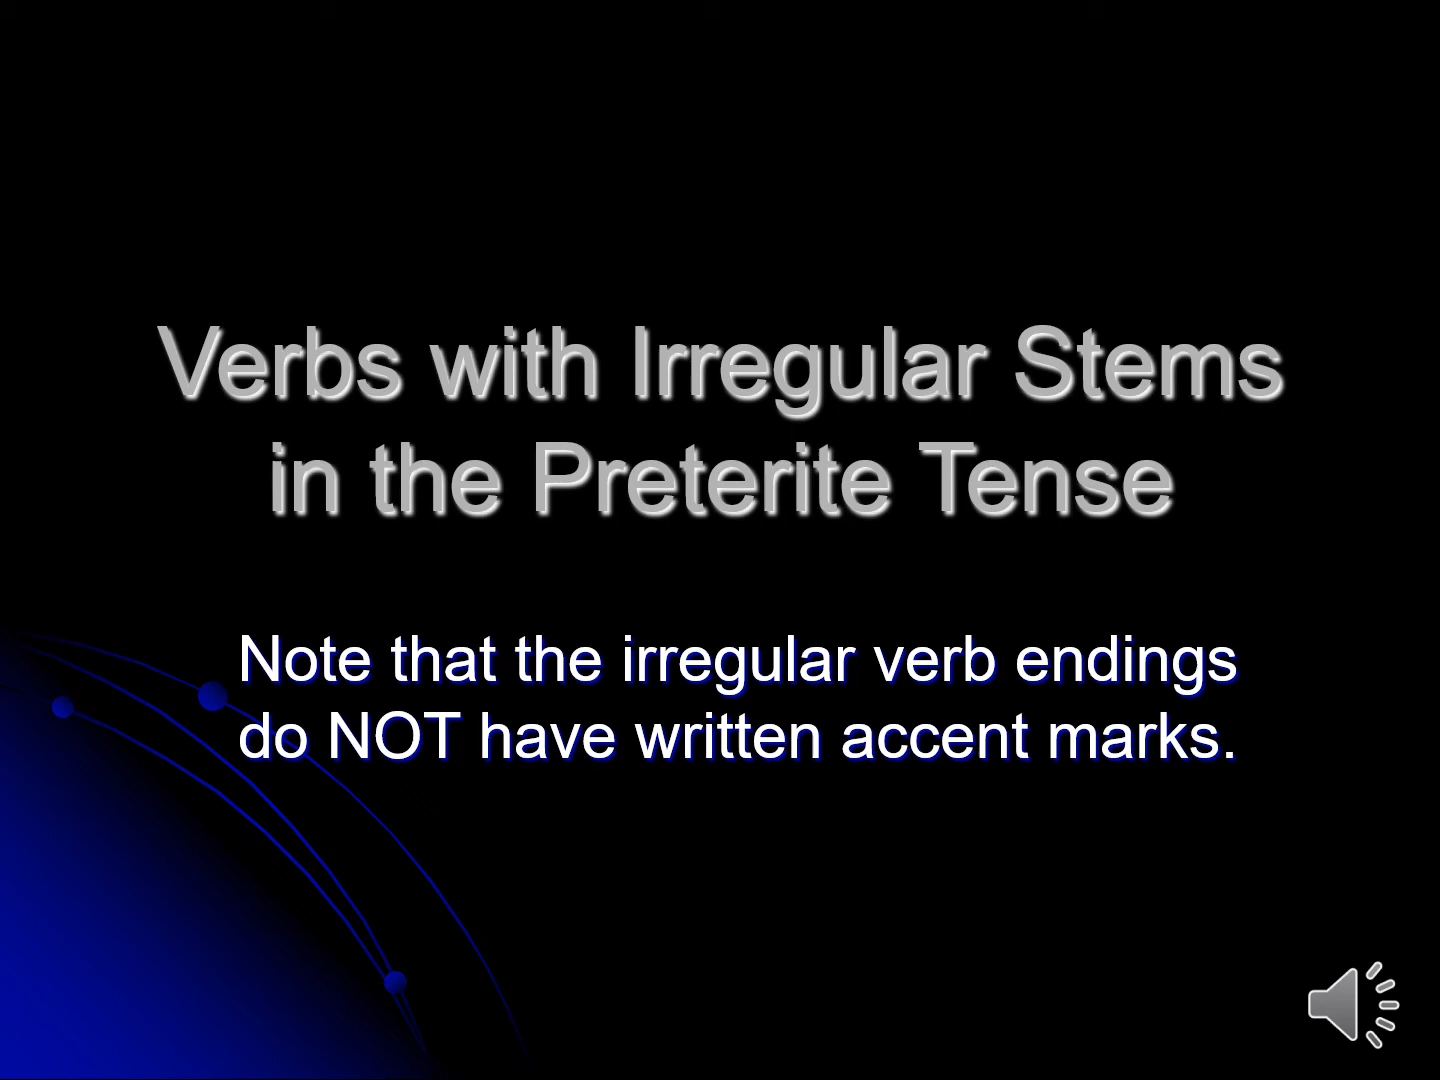 Verbs with Irregular Stems
in the Preterite Tense
Note that the irregular verb endings
do NOT have written accent marks.